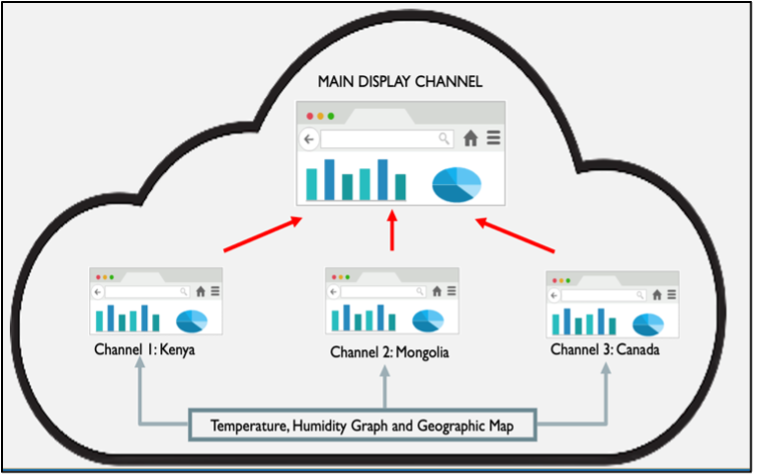 MAIN DISPLAY CHANNEL
Channel 1: Kenya
Channel 2: Mongolia
Channel 3: Canada
Temperature, Humidity Graph and Geographic Map